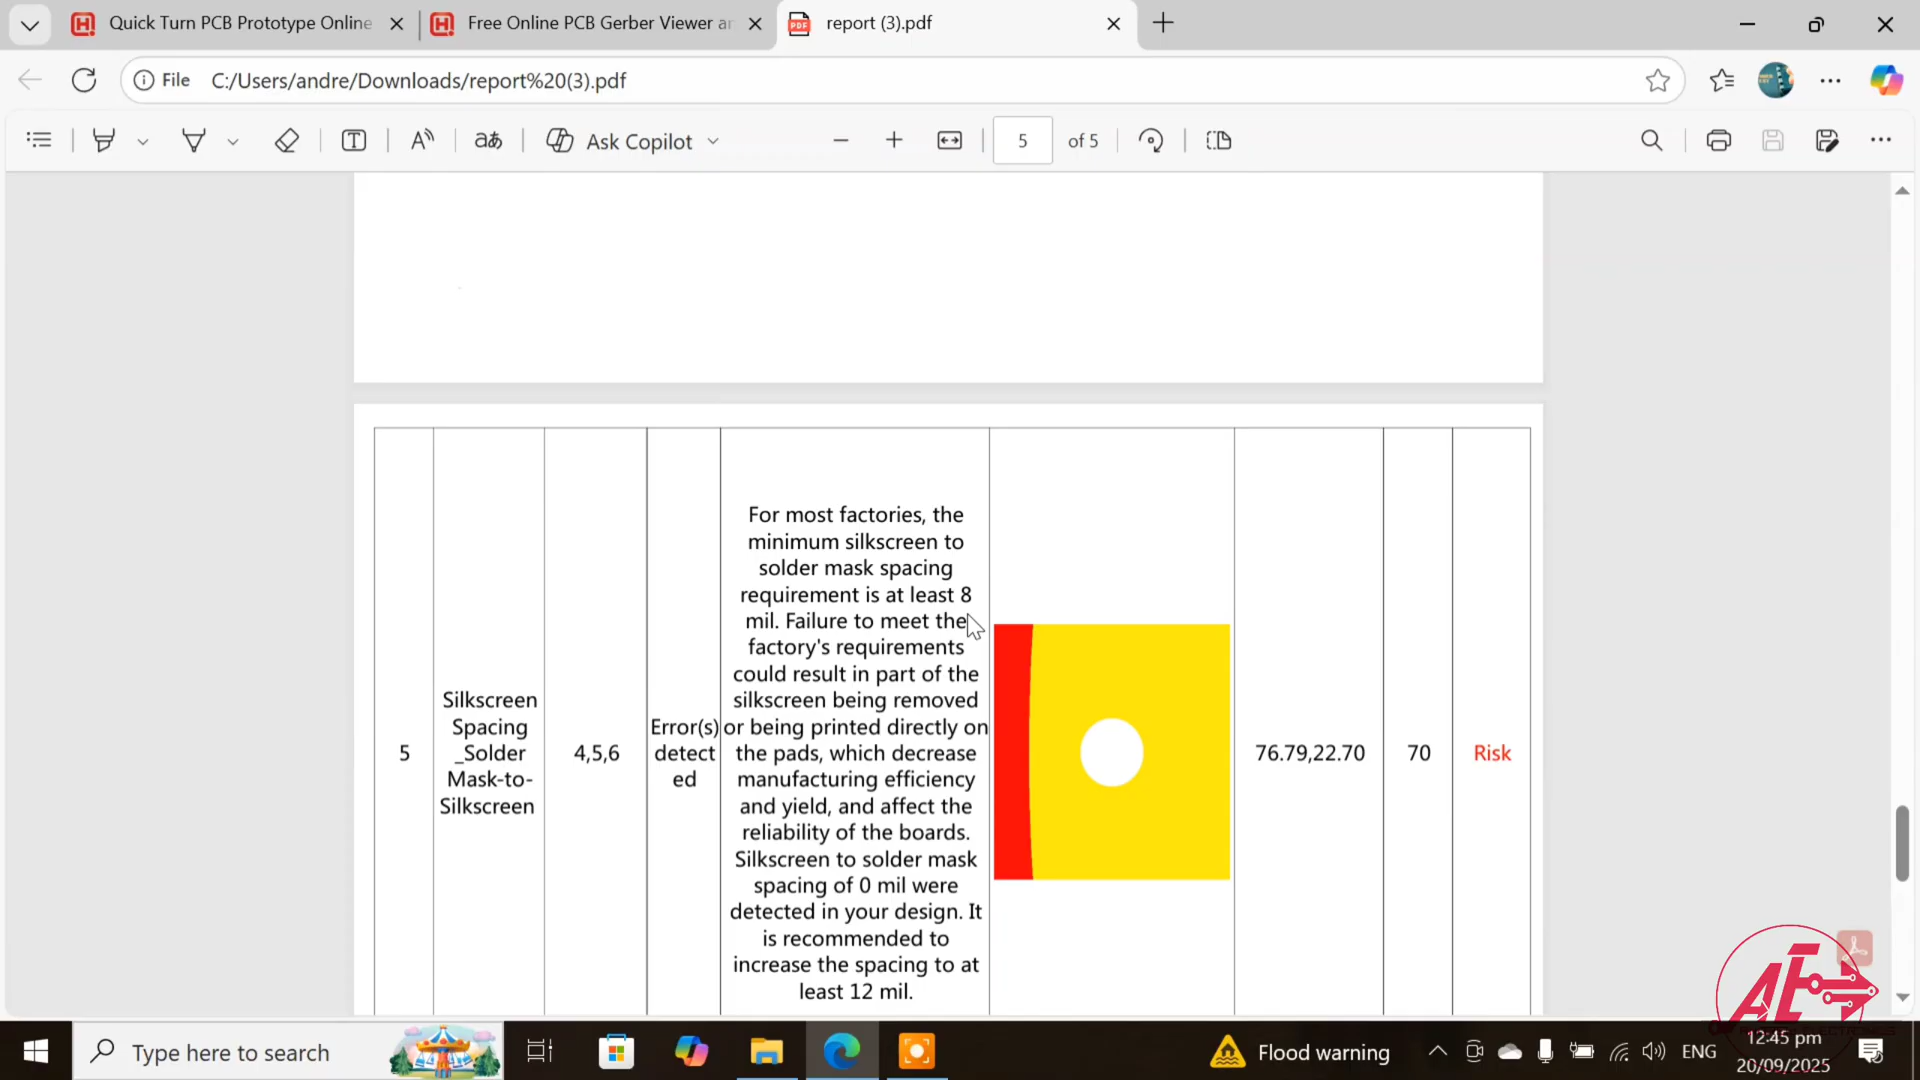 Quick Turn PCB Prototype Online
Free Online PCB Gerber Viewer an
report (3).pdf
File C:/Users/andre/Downloads/report%20(3).pdf
Ask Copilot
5 of 5
5
Silkscreen
Spacing
_Solder
Mask-to-
Silkscreen
4,5,6
Error(s)
detect
ed
For most factories, the
minimum silkscreen to
solder mask spacing
requirement is at least 8
mil. Failure to meet the
factory's requirements
could result in part of the
silkscreen being removed
or being printed directly on
the pads, which decrease
manufacturing efficiency
and yield, and affect the
reliability of the boards.
Silkscreen to solder mask
spacing of 0 mil were
detected in your design. It
is recommended to
increase the spacing to at
least 12 mil.
76.79,22.70
70
Risk
Type here to search
Flood warning
ENG
12:45 pm
20/09/2025